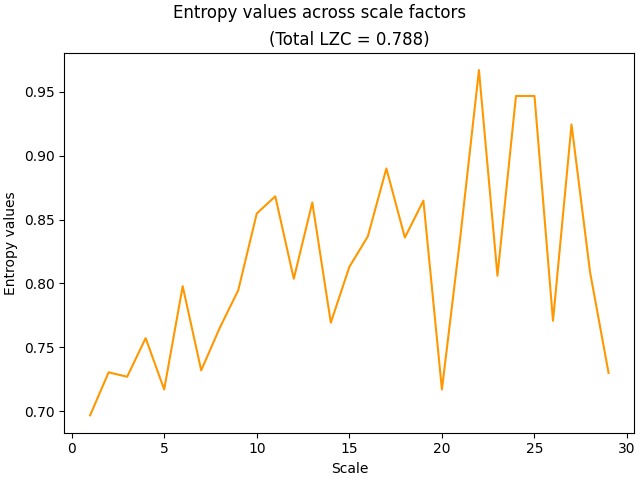 Entropy values across scale factors
(Total LZC = 0.788)
0.95
0.90
0.85
0.80
0.75
0.70
Entropy values
0 5 10 15 20 25 30
Scale